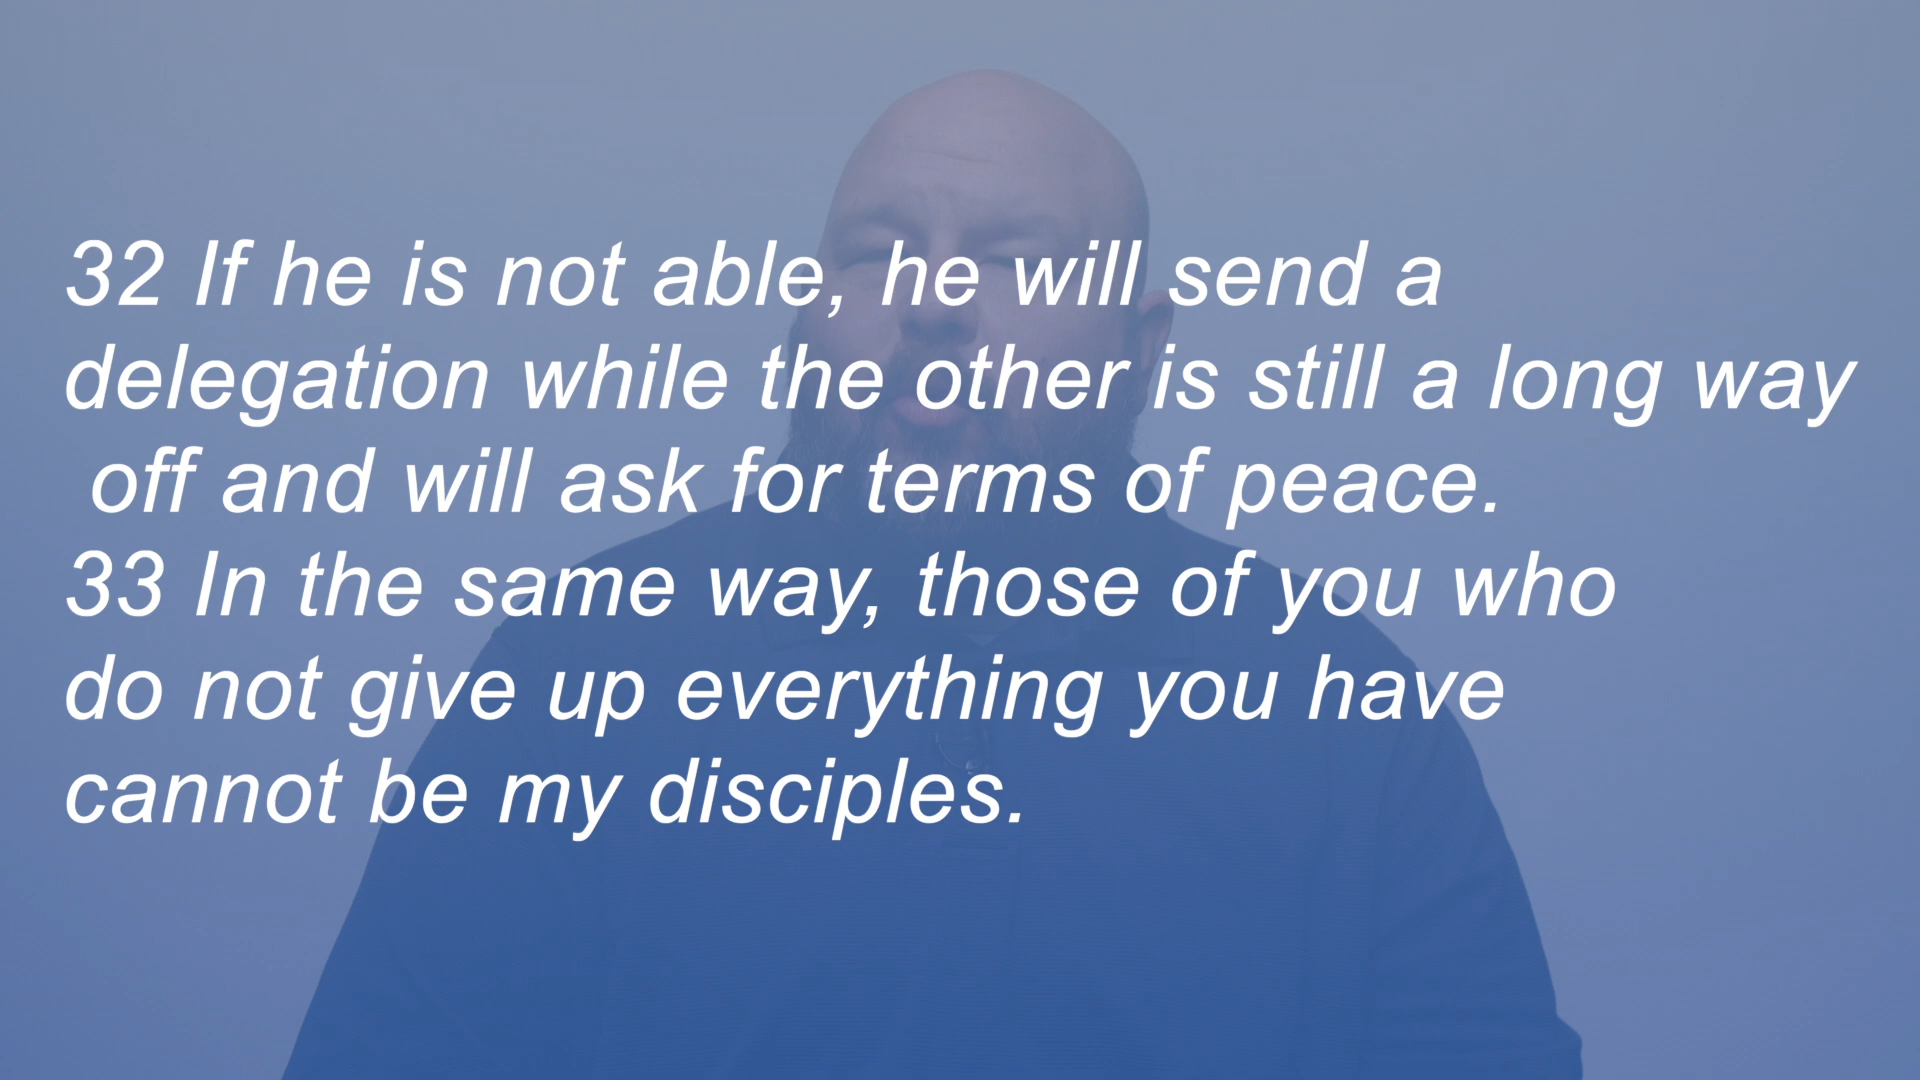 32 If he is not able, he will send a
delegation while the other is still a long way
off and will ask for terms of peace.
33 In the same way, those of you who
do not give up everything you have
cannot be my disciples.